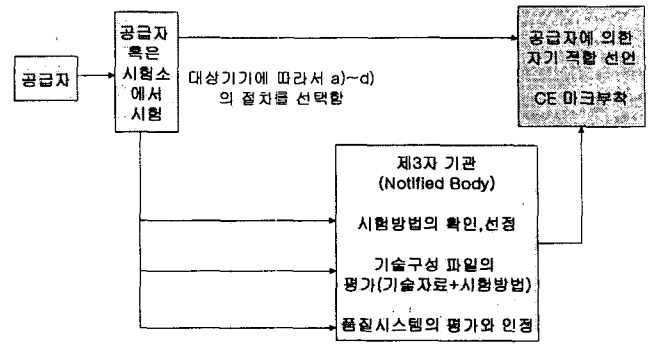 공급자
공급자
혹은
시험소
에서
시험
대상기기에 따라서 a)~d)
의 절차를 선택함
공급자에 의한
자기 적합 선언
CE 마크부착
제3자 기관
(Notified Body)
시험방법의 확인,선정
기술구성 파일의
평가(기술자료+시험방법)
품질시스템의 평가와 인정